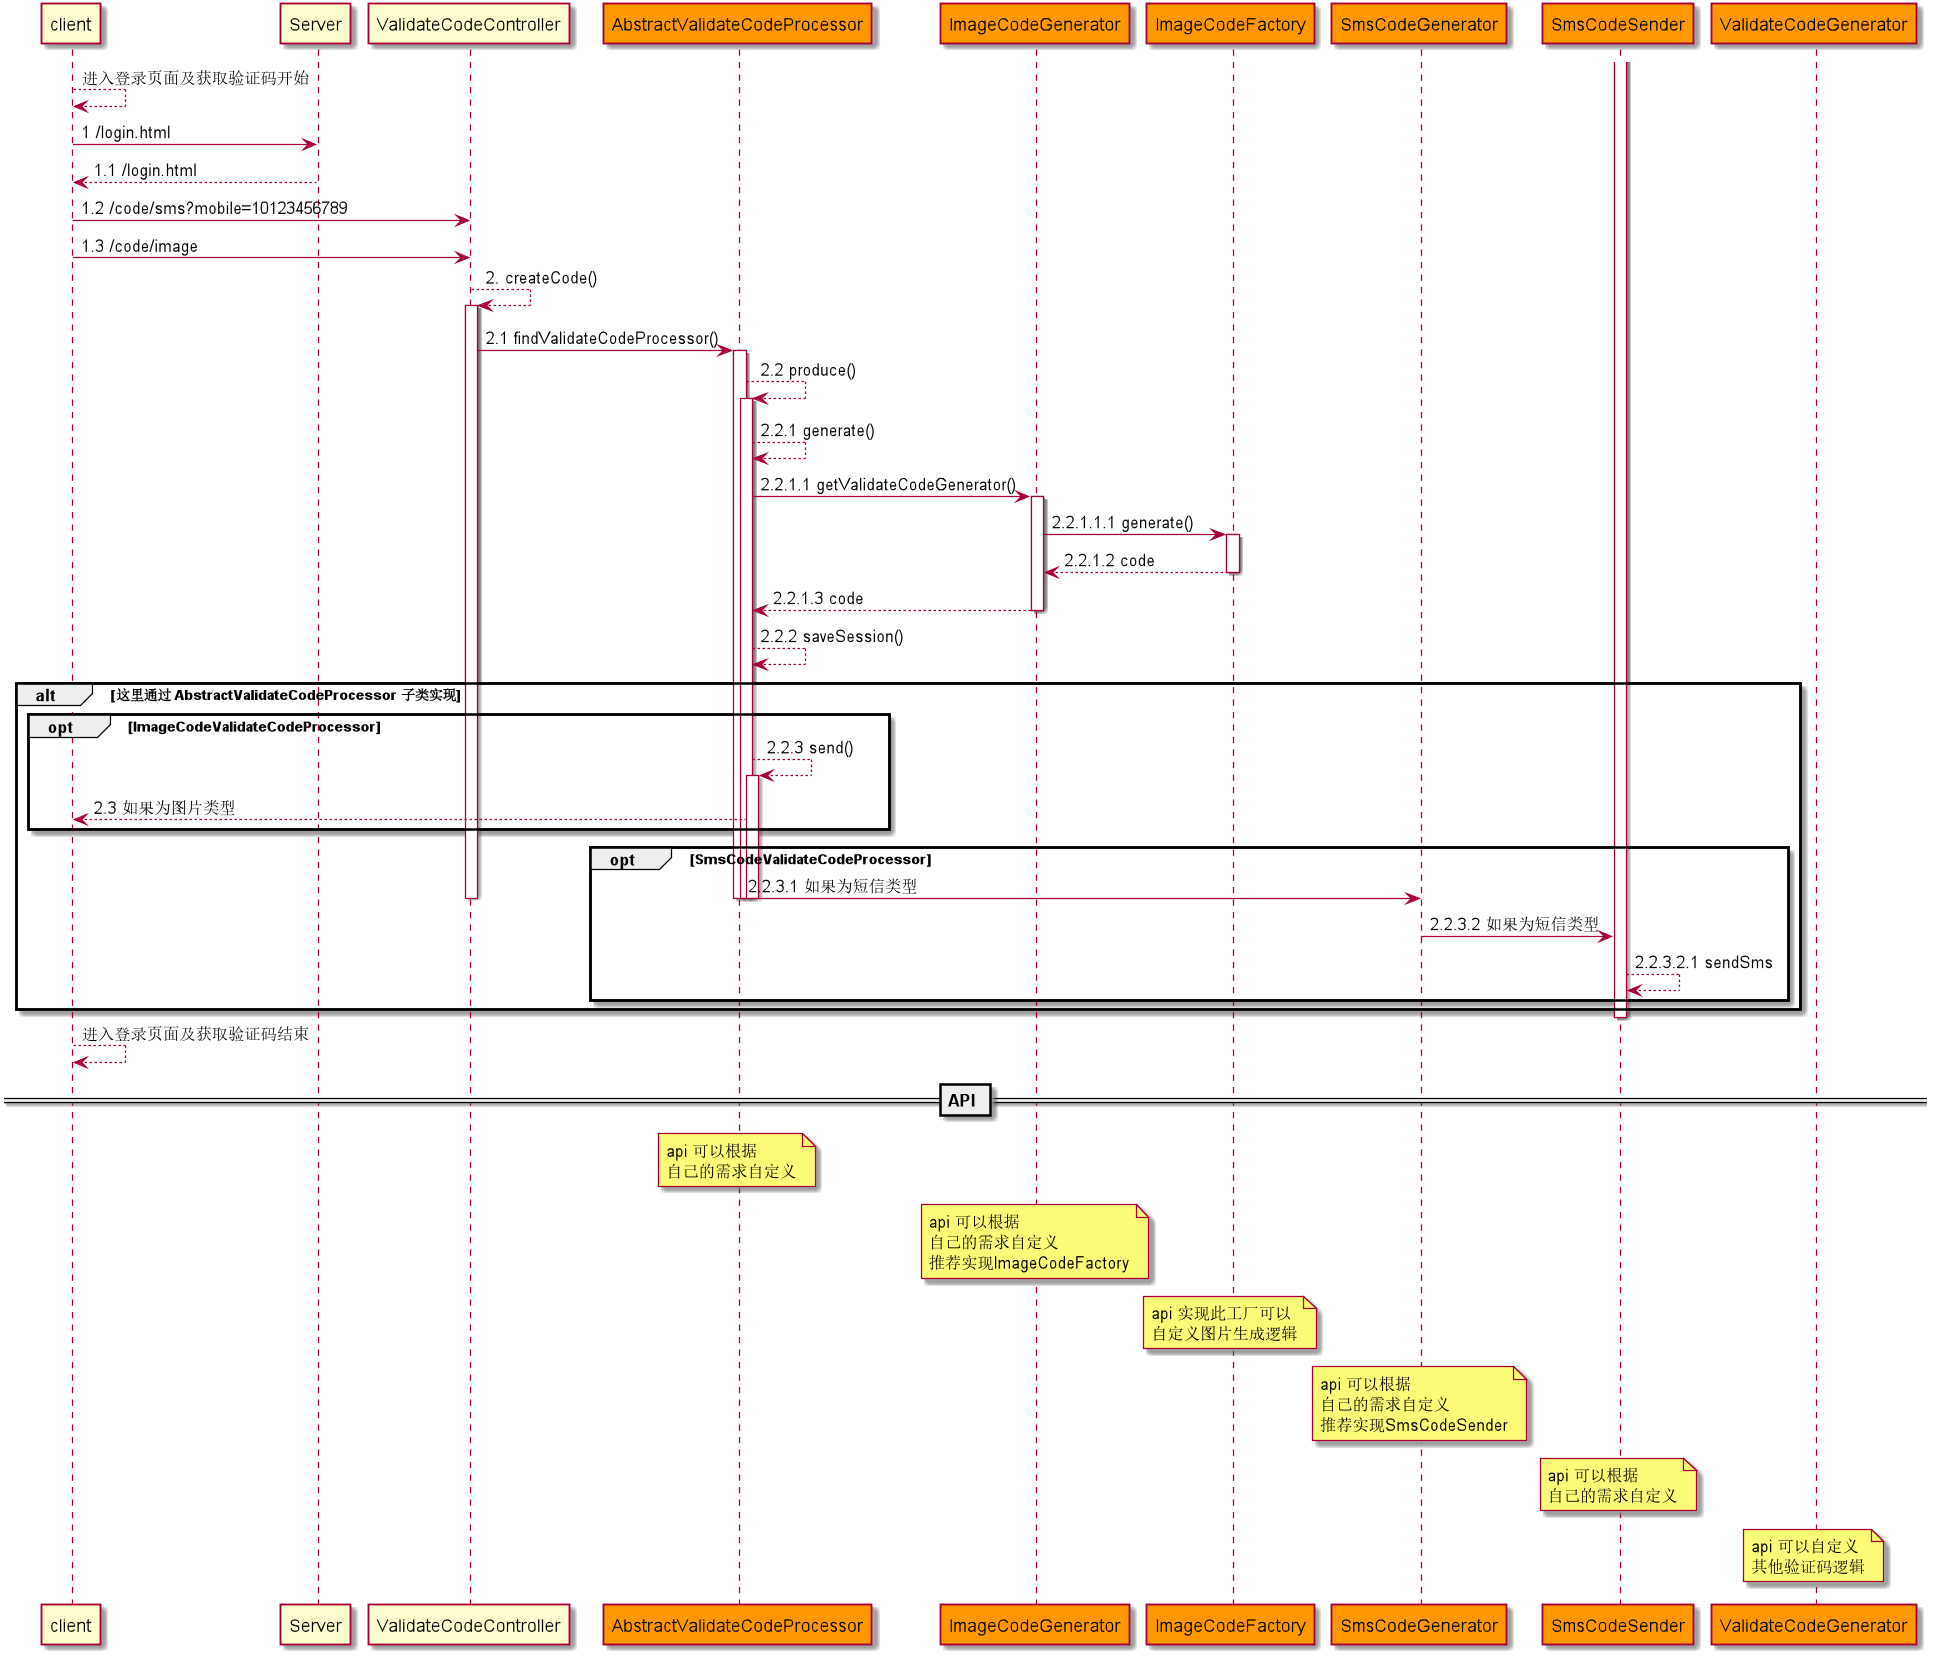 client
Server
ValidateCodeController
AbstractValidateCodeProcessor
ImageCodeGenerator
ImageCodeFactory
SmsCodeGenerator
SmsCodeSender
ValidateCodeGenerator
进入登录页面及获取验证码开始
1 /login.html
1.1 /login.html
1.2 /code/sms?mobile=10123456789
1.3 /code/image
2. createCode()
2.1 findValidateCodeProcessor()
2.2 produce()
2.2.1 generate()
2.2.1.1 getValidateCodeGenerator()
2.2.1.1.1 generate()
2.2.1.2 code
2.2.1.3 code
2.2.2 saveSession()
alt [这里通过 AbstractValidateCodeProcessor 子类实现]
opt [ImageCodeValidateCodeProcessor]
2.2.3 send()
2.3 如果为图片类型
opt [SmsCodeValidateCodeProcessor]
2.2.3.1 如果为短信类型
2.2.3.2 如果为短信类型
2.2.3.2.1 sendSms
进入登录页面及获取验证码结束
API
api 可以根据
自己的需求自定义
api 可以根据
自己的需求自定义
推荐实现ImageCodeFactory
api 实现此工厂可以
自定义图片生成逻辑
api 可以根据
自己的需求自定义
推荐实现SmsCodeSender
api 可以根据
自己的需求自定义
api 可以自定义
其他验证码逻辑
client
Server
ValidateCodeController
AbstractValidateCodeProcessor
ImageCodeGenerator
ImageCodeFactory
SmsCodeGenerator
SmsCodeSender
ValidateCodeGenerator